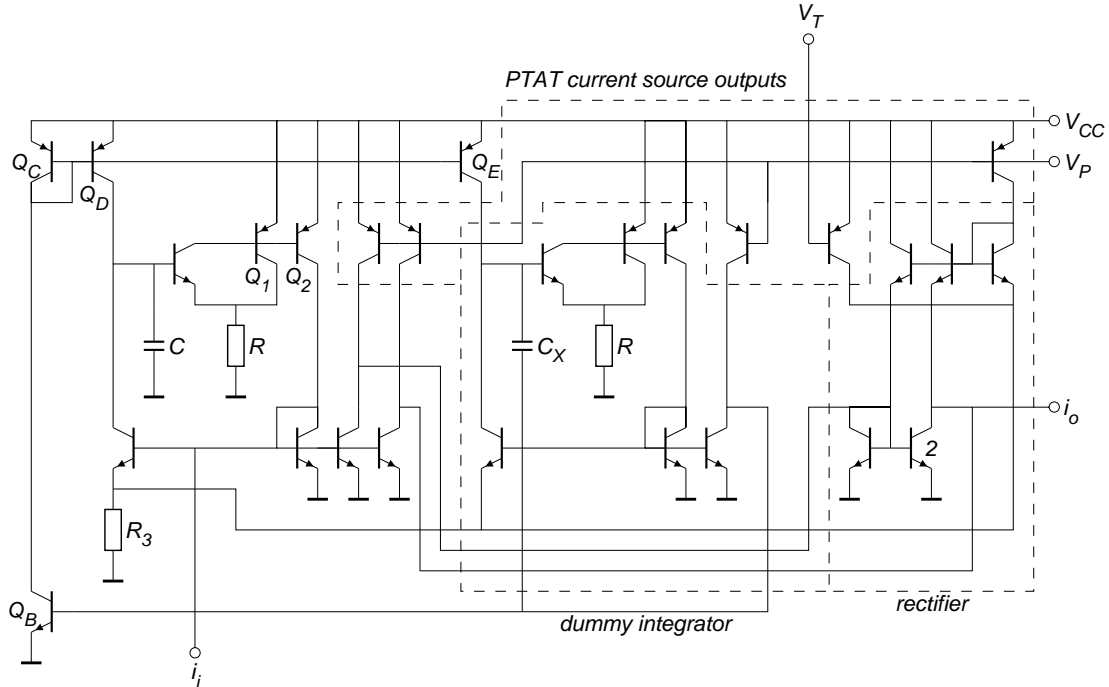 V_T
PTAT current source outputs
V_CC
Q_C
Q_D
Q_E
V_P
Q_1
Q_2
C
R
C_X
R
i_o
2
R_3
Q_B
dummy integrator
rectifier
i_i